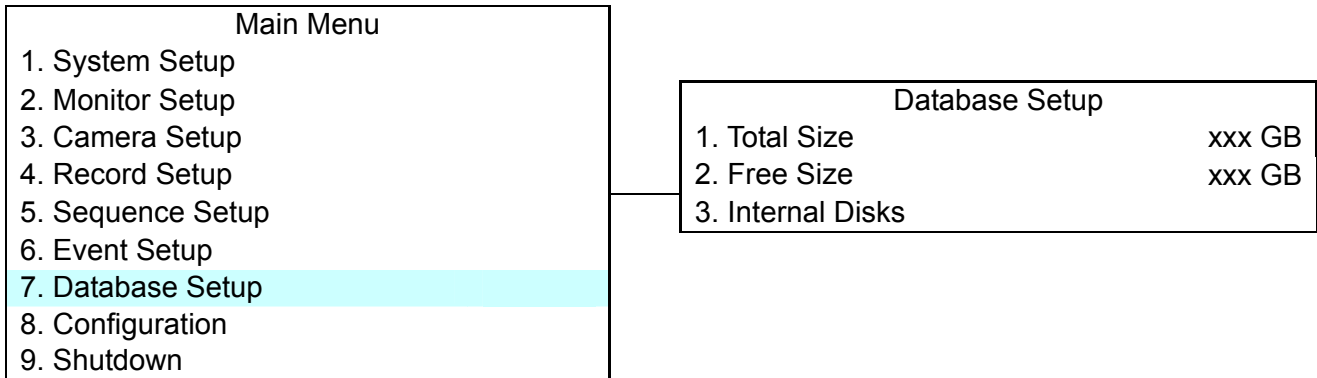 Main Menu
1. System Setup
2. Monitor Setup
3. Camera Setup
4. Record Setup
5. Sequence Setup
6. Event Setup
7. Database Setup
8. Configuration
9. Shutdown
Database Setup
1. Total Size xxx GB
2. Free Size xxx GB
3. Internal Disks